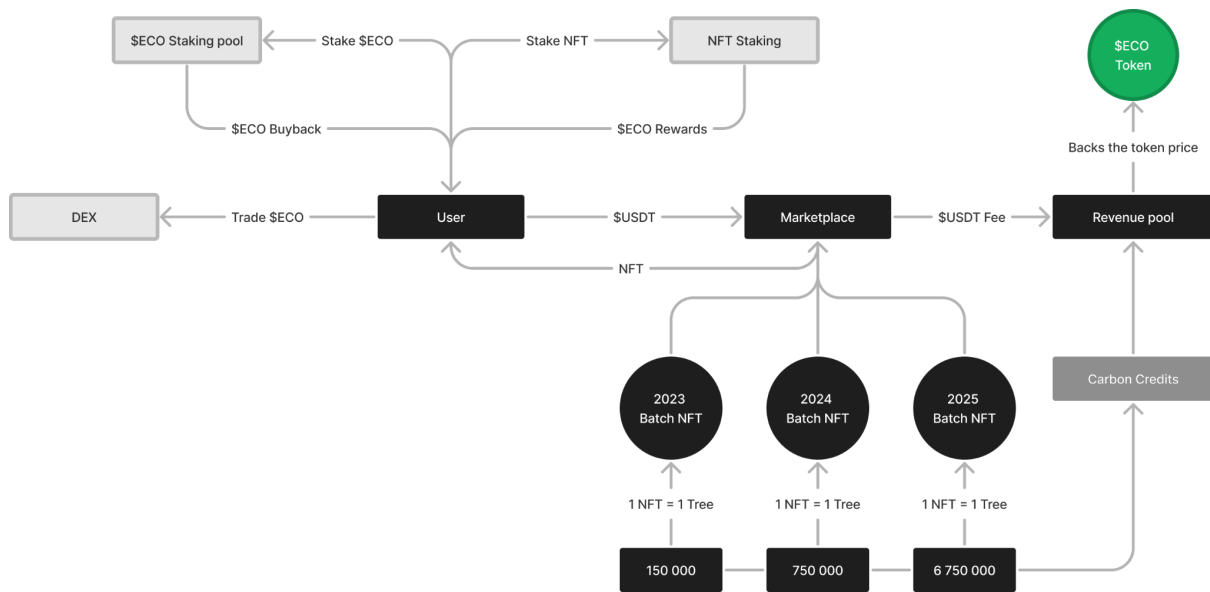 $ECO Staking pool
Stake $ECO
Stake NFT
NFT Staking
$ECO
Token
$ECO Buyback
$ECO Rewards
Backs the token price
DEX
Trade $ECO
User
$USDT
Marketplace
$USDT Fee
Revenue pool
NFT
Carbon Credits
2023
Batch NFT
2024
Batch NFT
2025
Batch NFT
1 NFT = 1 Tree
1 NFT = 1 Tree
1 NFT = 1 Tree
150 000
750 000
6 750 000